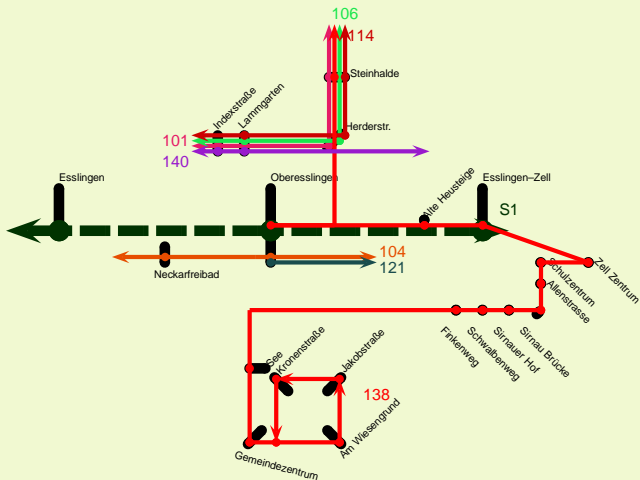 106
114
Steinhalde
Indexstraße
Lammgarten
Herderstr.
101
140
Esslingen
Oberesslingen
Alte Heusteige
Esslingen–Zell
S1
104
121
Neckarfreibad
Schulzentrum
Zell Zentrum
Allenstrasse
Finkenweg
Schwalbenweg
Sirnauer Hof
Sirnau Brücke
See
Kronenstraße
Jakobstraße
138
Gemeindezentrum
Am Wiesengrund